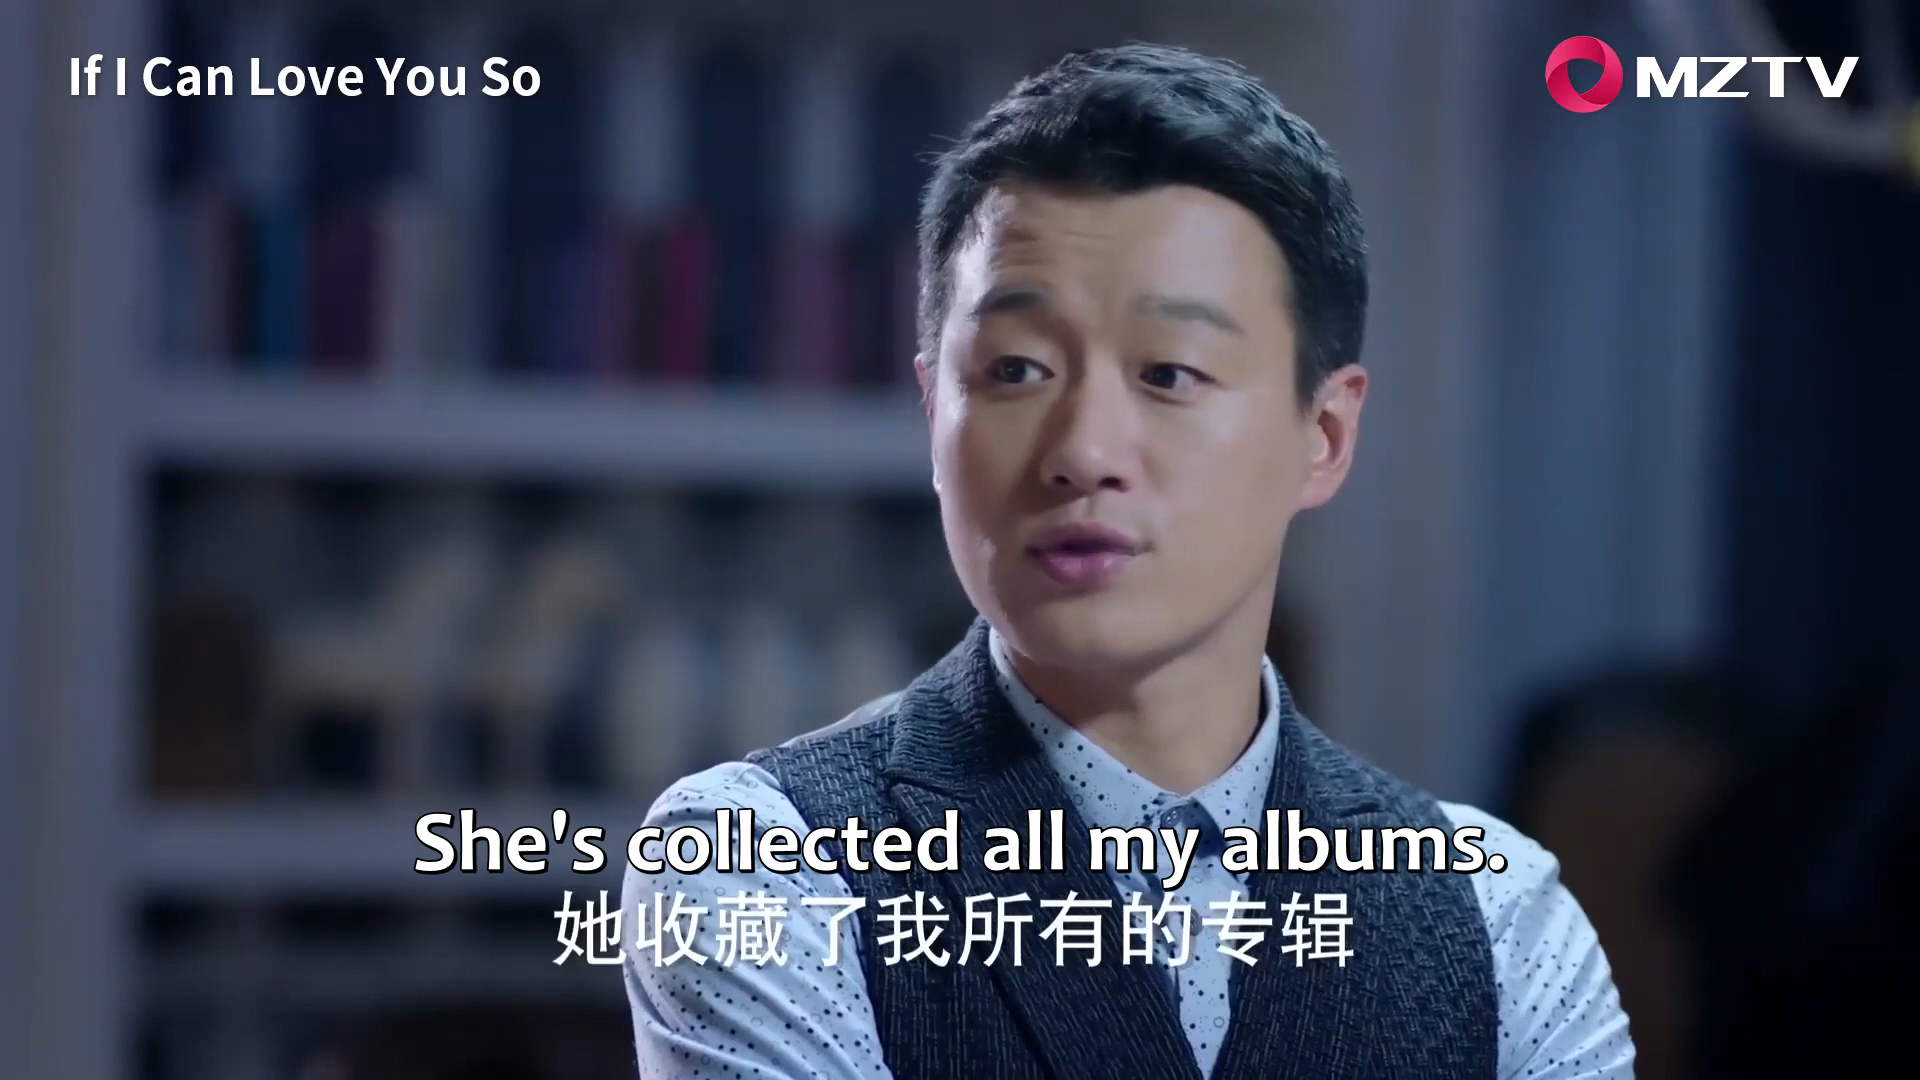 If I Can Love You So
MZTV
She's collected all my albums.
她收藏了我所有的专辑